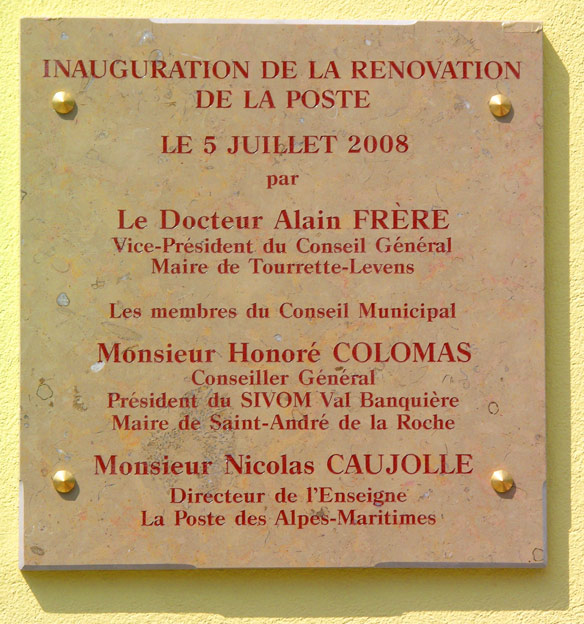 INAUGURATION DE LA RENOVATION
DE LA POSTE
LE 5 JUILLET 2008
par
Le Docteur Alain FRÈRE
Vice-Président du Conseil Général
Maire de Tourrette-Levens
Les membres du Conseil Municipal
Monsieur Honoré COLOMAS
Conseiller Général
Président du SIVOM Val Banquière
Maire de Saint-André de la Roche
Monsieur Nicolas CAUJOLLE
Directeur de l'Enseigne
La Poste des Alpes-Maritimes